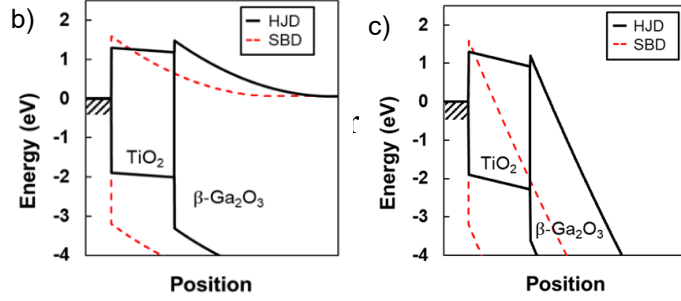 b)
Energy (eV)
2
1
0
-1
-2
-3
-4
HJD
SBD
TiO₂
β-Ga₂O₃
Position
r
c)
Energy (eV)
2
1
0
-1
-2
-3
-4
HJD
SBD
TiO₂
β-Ga₂O₃
Position